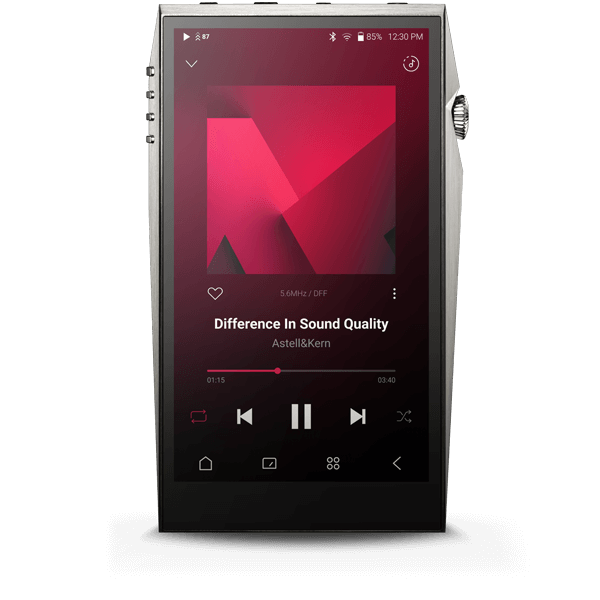 87 85% 12:30 PM
5.6MHz / DFF
Difference In Sound Quality
Astell&Kern
01:15 03:40